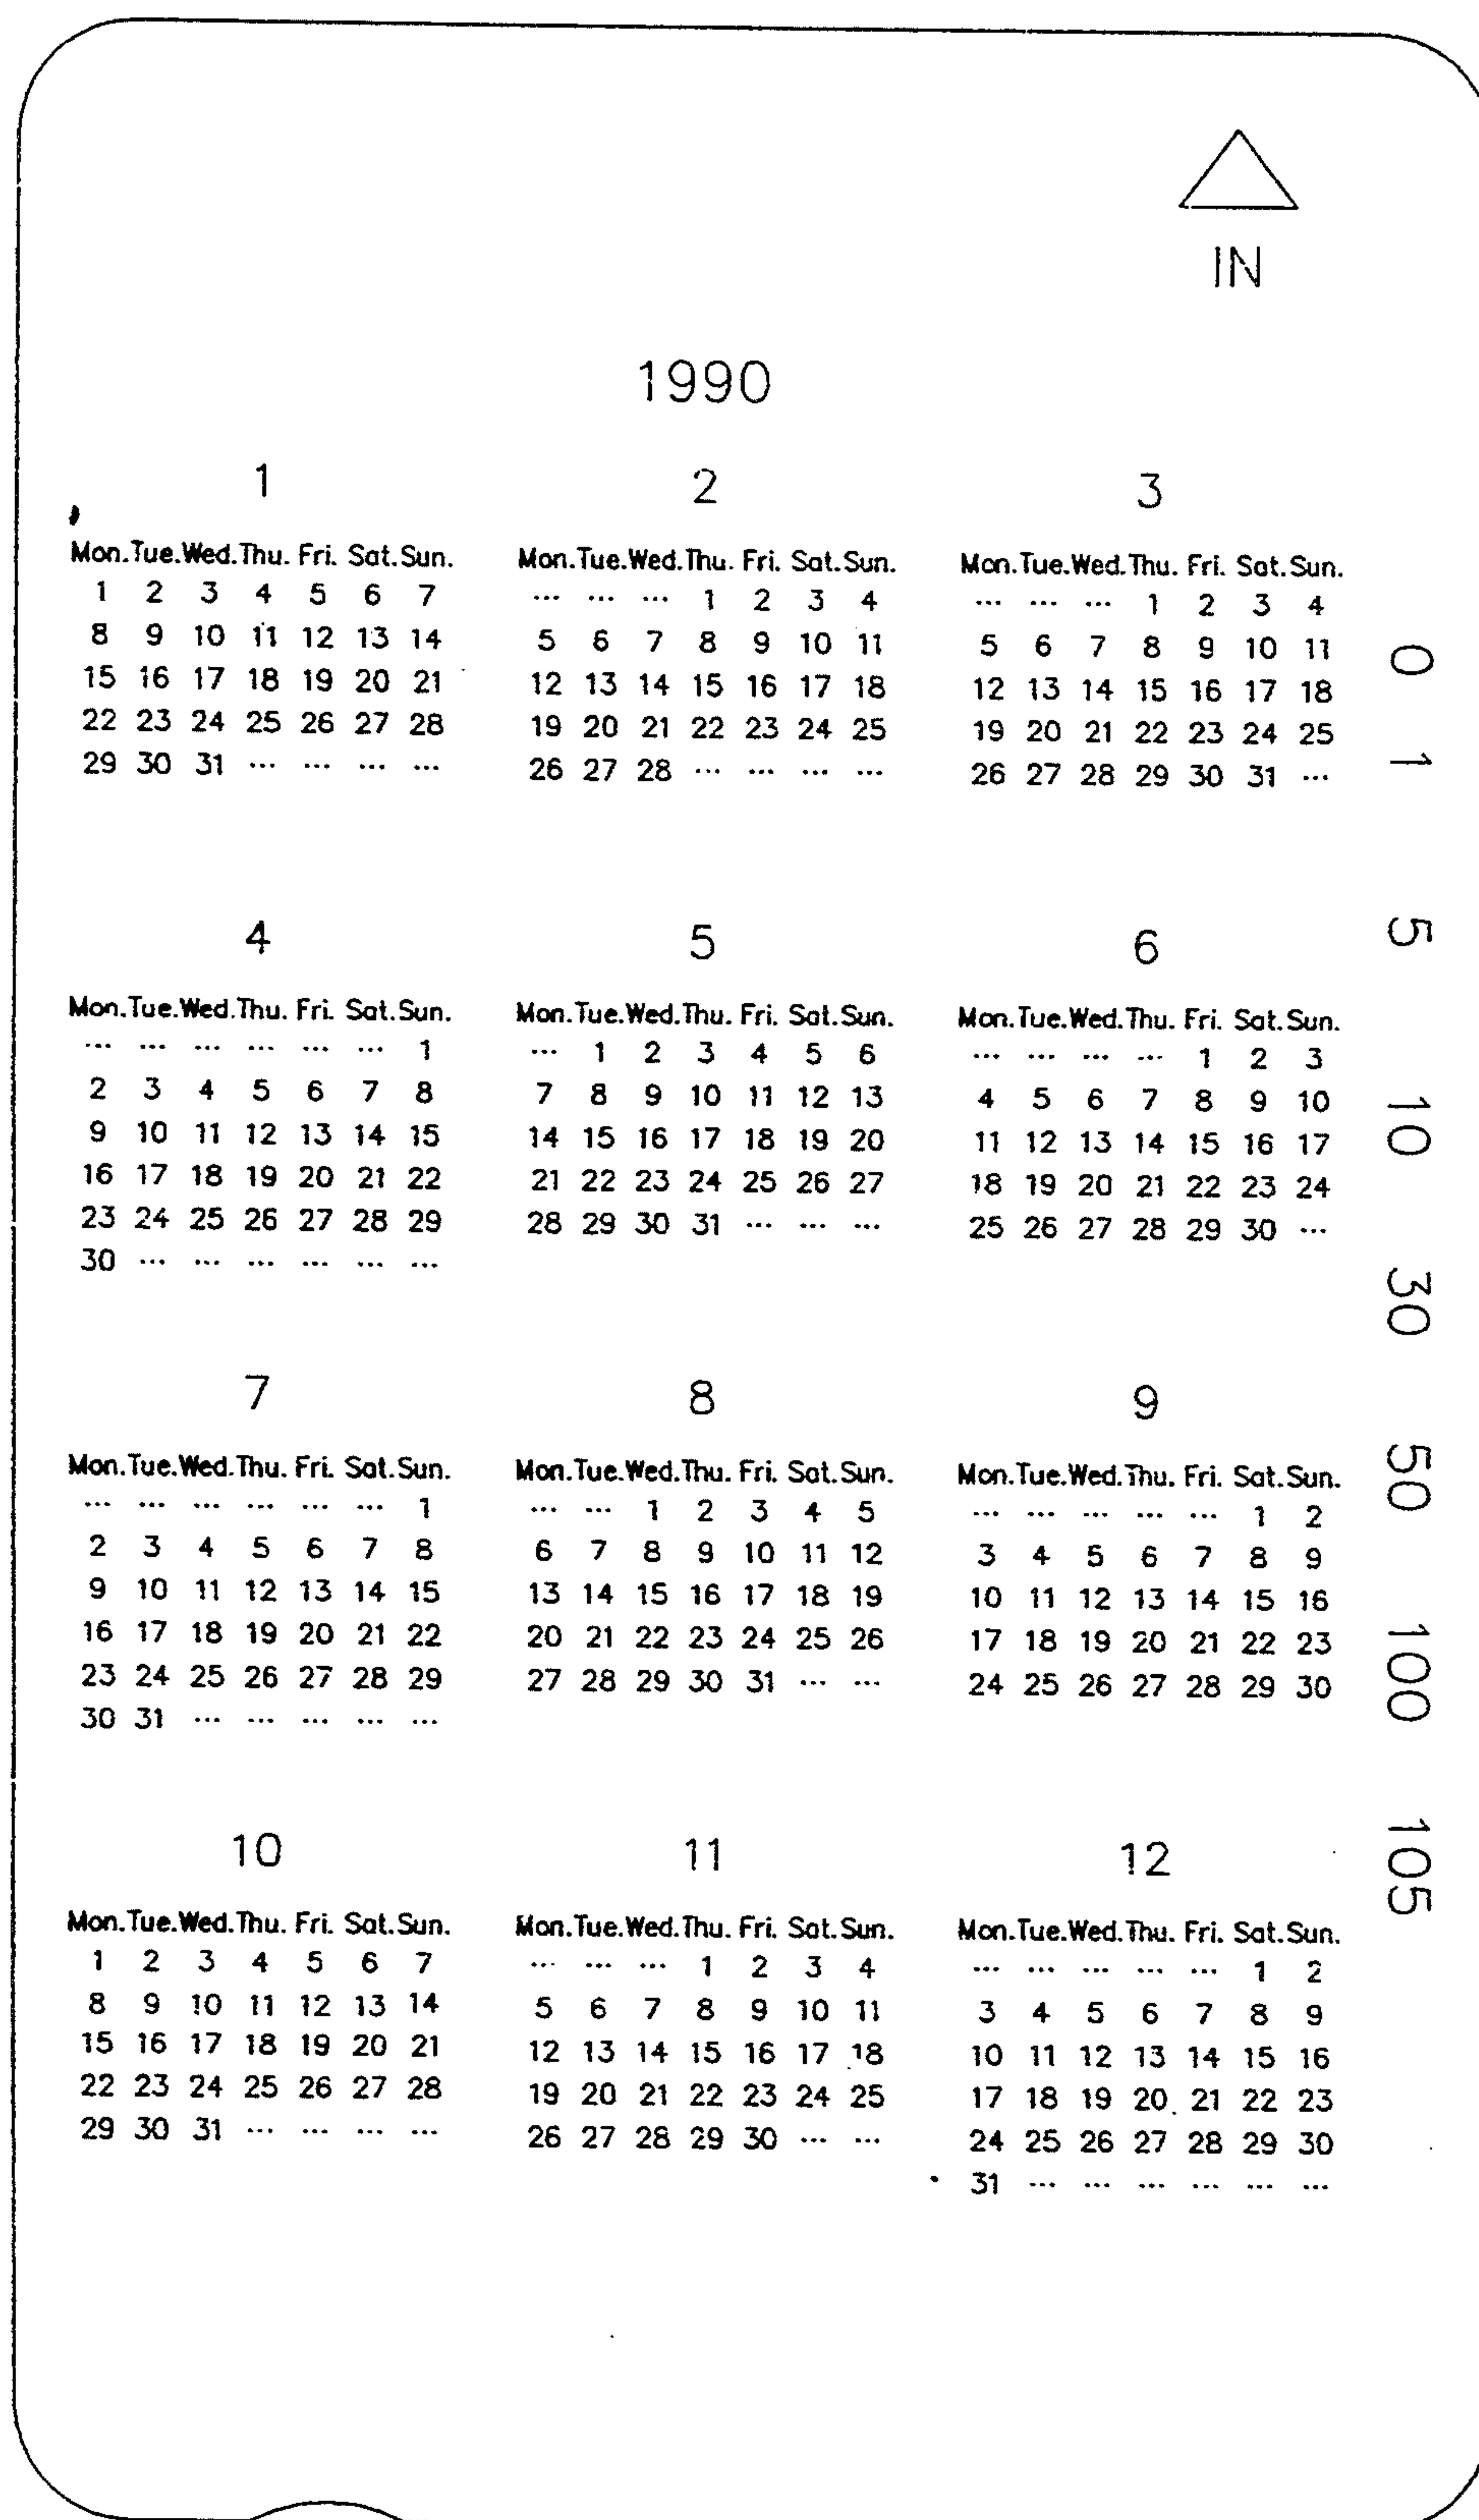 IN
1990
1
Mon. Tue. Wed. Thu. Fri. Sat. Sun.
1 2 3 4 5 6 7
8 9 10 11 12 13 14
15 16 17 18 19 20 21
22 23 24 25 26 27 28
29 30 31 ... ... ... ...
2
Mon. Tue. Wed. Thu. Fri. Sat. Sun.
... ... ... 1 2 3 4
5 6 7 8 9 10 11
12 13 14 15 16 17 18
19 20 21 22 23 24 25
26 27 28 ... ... ... ...
3
Mon. Tue. Wed. Thu. Fri. Sat. Sun.
... ... ... 1 2 3 4
5 6 7 8 9 10 11
12 13 14 15 16 17 18
19 20 21 22 23 24 25
26 27 28 29 30 31 ...
4
Mon. Tue. Wed. Thu. Fri. Sat. Sun.
... ... ... ... ... ... 1
2 3 4 5 6 7 8
9 10 11 12 13 14 15
16 17 18 19 20 21 22
23 24 25 26 27 28 29
30 ... ... ... ... ... ...
5
Mon. Tue. Wed. Thu. Fri. Sat. Sun.
... 1 2 3 4 5 6
7 8 9 10 11 12 13
14 15 16 17 18 19 20
21 22 23 24 25 26 27
28 29 30 31 ... ... ...
6
Mon. Tue. Wed. Thu. Fri. Sat. Sun.
... ... ... ... 1 2 3
4 5 6 7 8 9 10
11 12 13 14 15 16 17
18 19 20 21 22 23 24
25 26 27 28 29 30 ...
7
Mon. Tue. Wed. Thu. Fri. Sat. Sun.
... ... ... ... ... ... 1
2 3 4 5 6 7 8
9 10 11 12 13 14 15
16 17 18 19 20 21 22
23 24 25 26 27 28 29
30 31 ... ... ... ... ...
8
Mon. Tue. Wed. Thu. Fri. Sat. Sun.
... ... 1 2 3 4 5
6 7 8 9 10 11 12
13 14 15 16 17 18 19
20 21 22 23 24 25 26
27 28 29 30 31 ... ...
9
Mon. Tue. Wed. Thu. Fri. Sat. Sun.
... ... ... ... ... 1 2
3 4 5 6 7 8 9
10 11 12 13 14 15 16
17 18 19 20 21 22 23
24 25 26 27 28 29 30
10
Mon. Tue. Wed. Thu. Fri. Sat. Sun.
1 2 3 4 5 6 7
8 9 10 11 12 13 14
15 16 17 18 19 20 21
22 23 24 25 26 27 28
29 30 31 ... ... ... ...
11
Mon. Tue. Wed. Thu. Fri. Sat. Sun.
... ... ... 1 2 3 4
5 6 7 8 9 10 11
12 13 14 15 16 17 18
19 20 21 22 23 24 25
26 27 28 29 30 ... ...
12
Mon. Tue. Wed. Thu. Fri. Sat. Sun.
... ... ... ... ... 1 2
3 4 5 6 7 8 9
10 11 12 13 14 15 16
17 18 19 20 21 22 23
24 25 26 27 28 29 30
31 ... ... ... ... ... ...
0 1 5 10 30 50 100 105